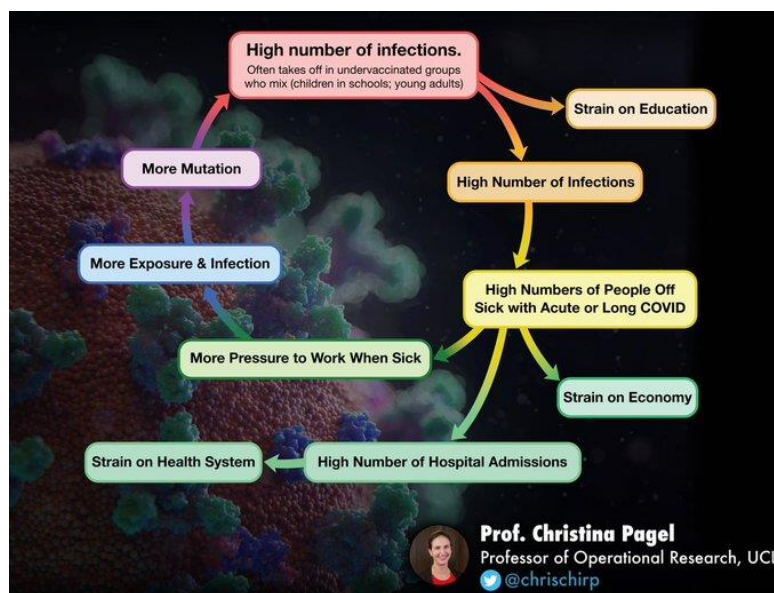 High number of infections.
Often takes off in undervaccinated groups
who mix (children in schools; young adults)
Strain on Education
More Mutation
High Number of Infections
More Exposure & Infection
High Numbers of People Off
Sick with Acute or Long COVID
More Pressure to Work When Sick
Strain on Economy
Strain on Health System
High Number of Hospital Admissions
Prof. Christina Pagel
Professor of Operational Research, UCL
@chrischirp